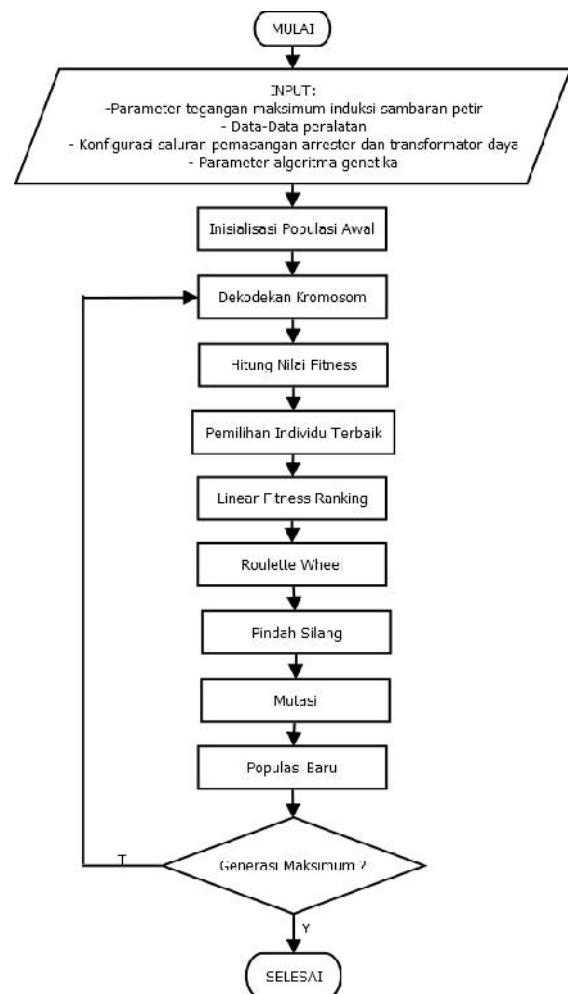 MULAI
INPUT:
-Parameter tegangan maksimum induksi sambaran petir
- Data-Data peralatan
- Konfigurasi saluran pemasangan arrester dan transformator daya
- Parameter algoritma genetika
Inisialisasi Populasi Awal
Dekodekan Kromosom
Hitung Nilai Fitness
Pemilihan Individu Terbaik
Linear Fitness Ranking
Roulette Wheel
Pindah Silang
Mutasi
Populasi Baru
Generasi Maksimum ?
T
Y
SELESAI